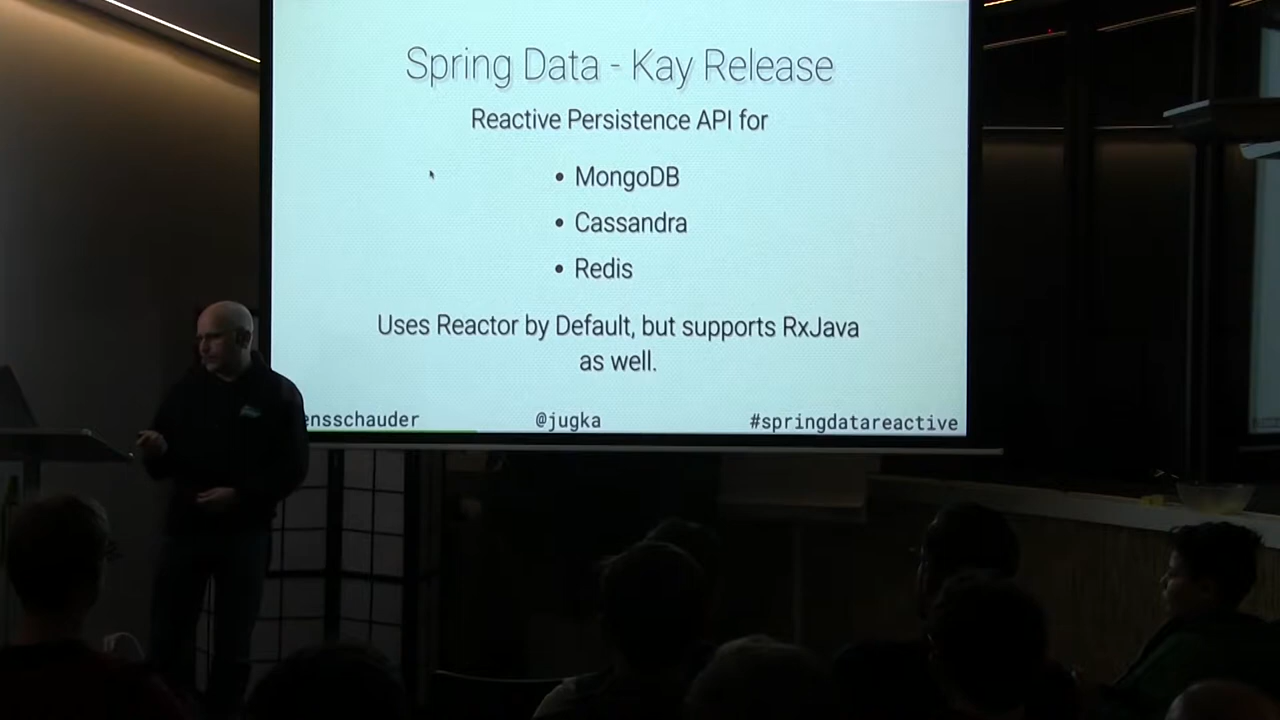 Spring Data - Kay Release
Reactive Persistence API for
• MongoDB
• Cassandra
• Redis
Uses Reactor by Default, but supports RxJava
as well.
ensschauder @jugka #springdatareactive